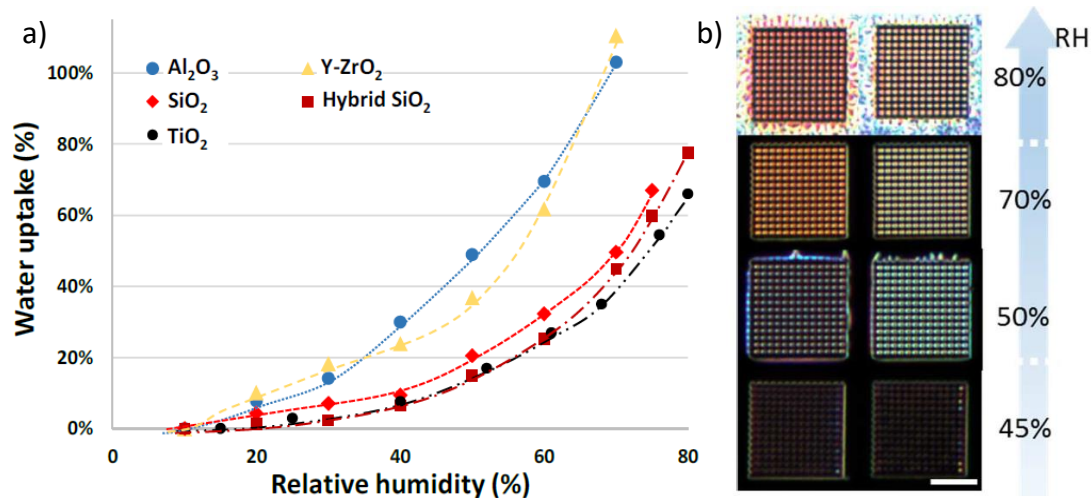 a)
Al₂O₃
Y-ZrO₂
SiO₂
Hybrid SiO₂
TiO₂
Water uptake (%)
100%
80%
60%
40%
20%
0%
0
20
40
60
80
Relative humidity (%)
b)
RH
80%
70%
50%
45%